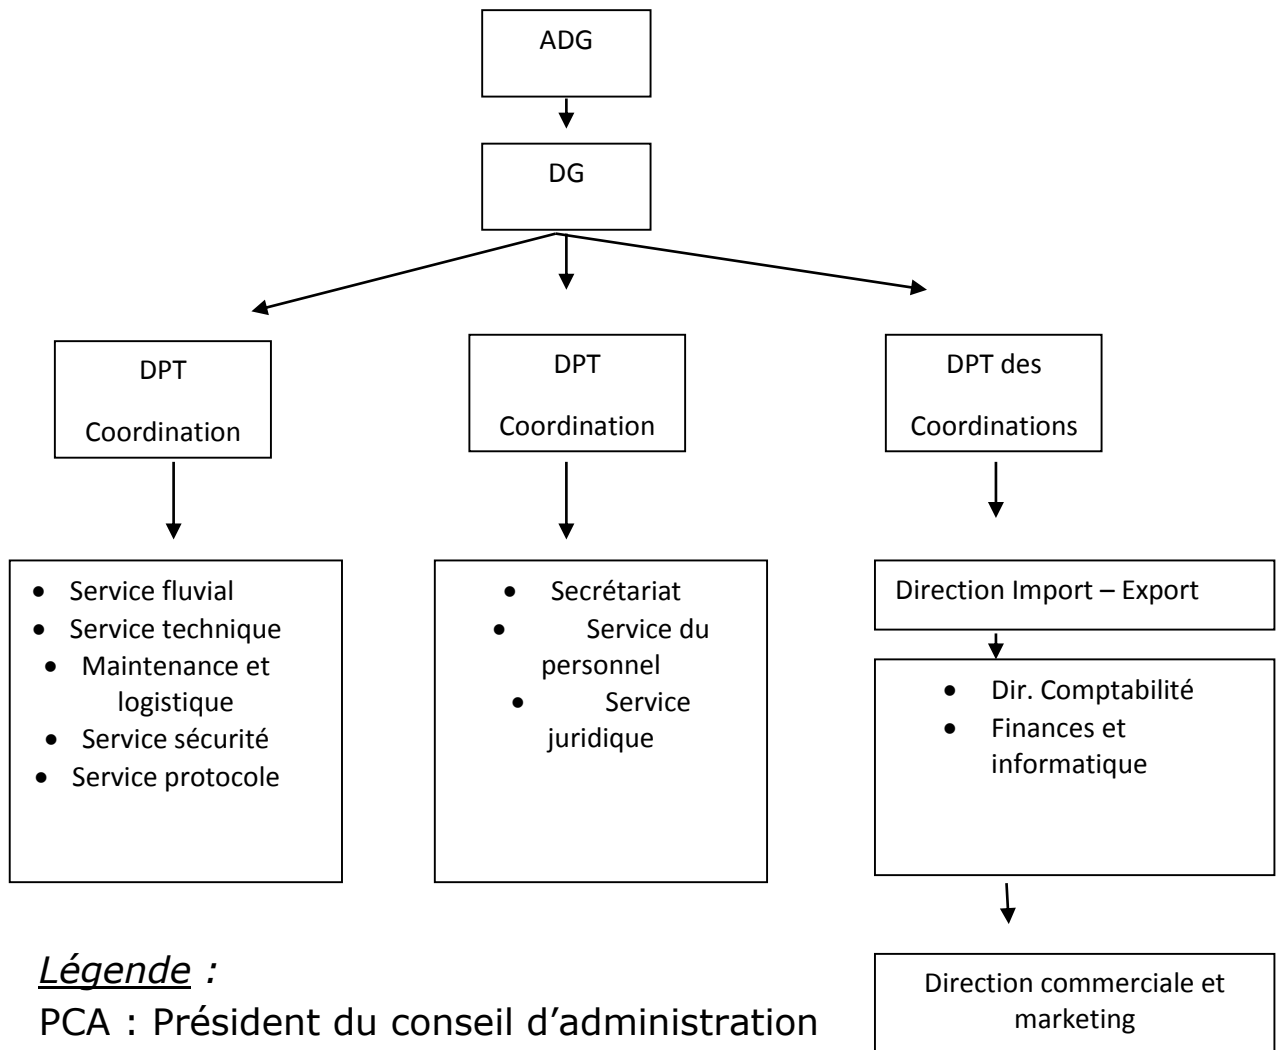 ADG
DG
DPT
Coordination
DPT
Coordination
DPT des
Coordinations
• Service fluvial
• Service technique
• Maintenance et
logistique
• Service sécurité
• Service protocole
• Secrétariat
• Service du
personnel
• Service
juridique
Direction Import – Export
• Dir. Comptabilité
• Finances et
informatique
Direction commerciale et
marketing
Légende :
PCA : Président du conseil d’administration